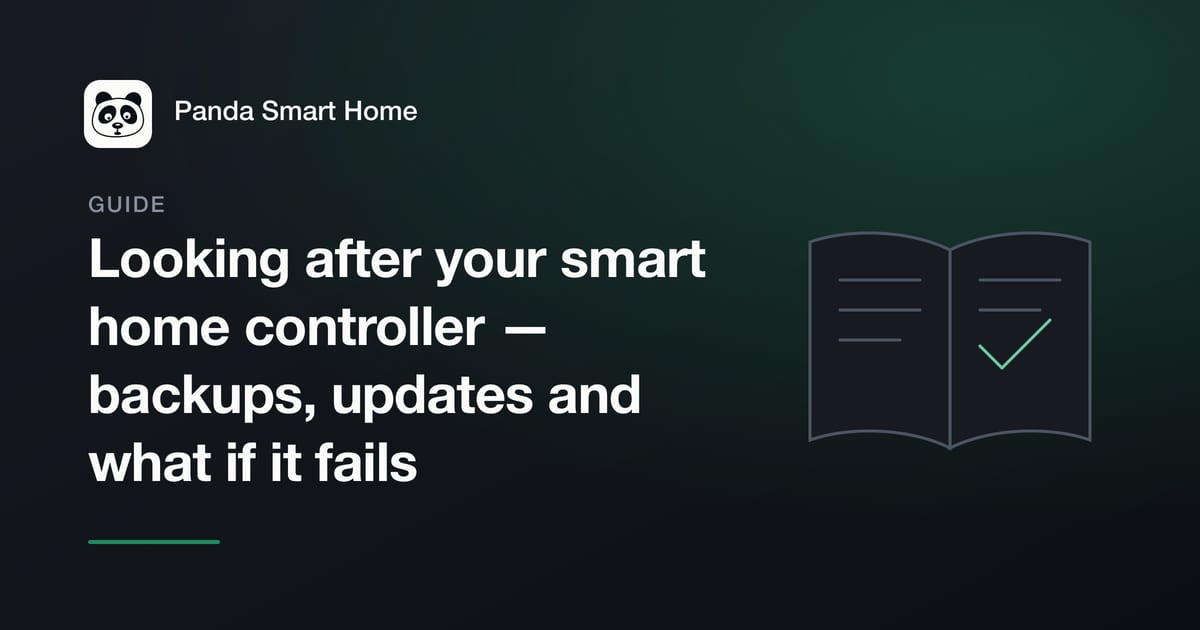 Panda Smart Home
GUIDE
Looking after your smart
home controller —
backups, updates and
what if it fails